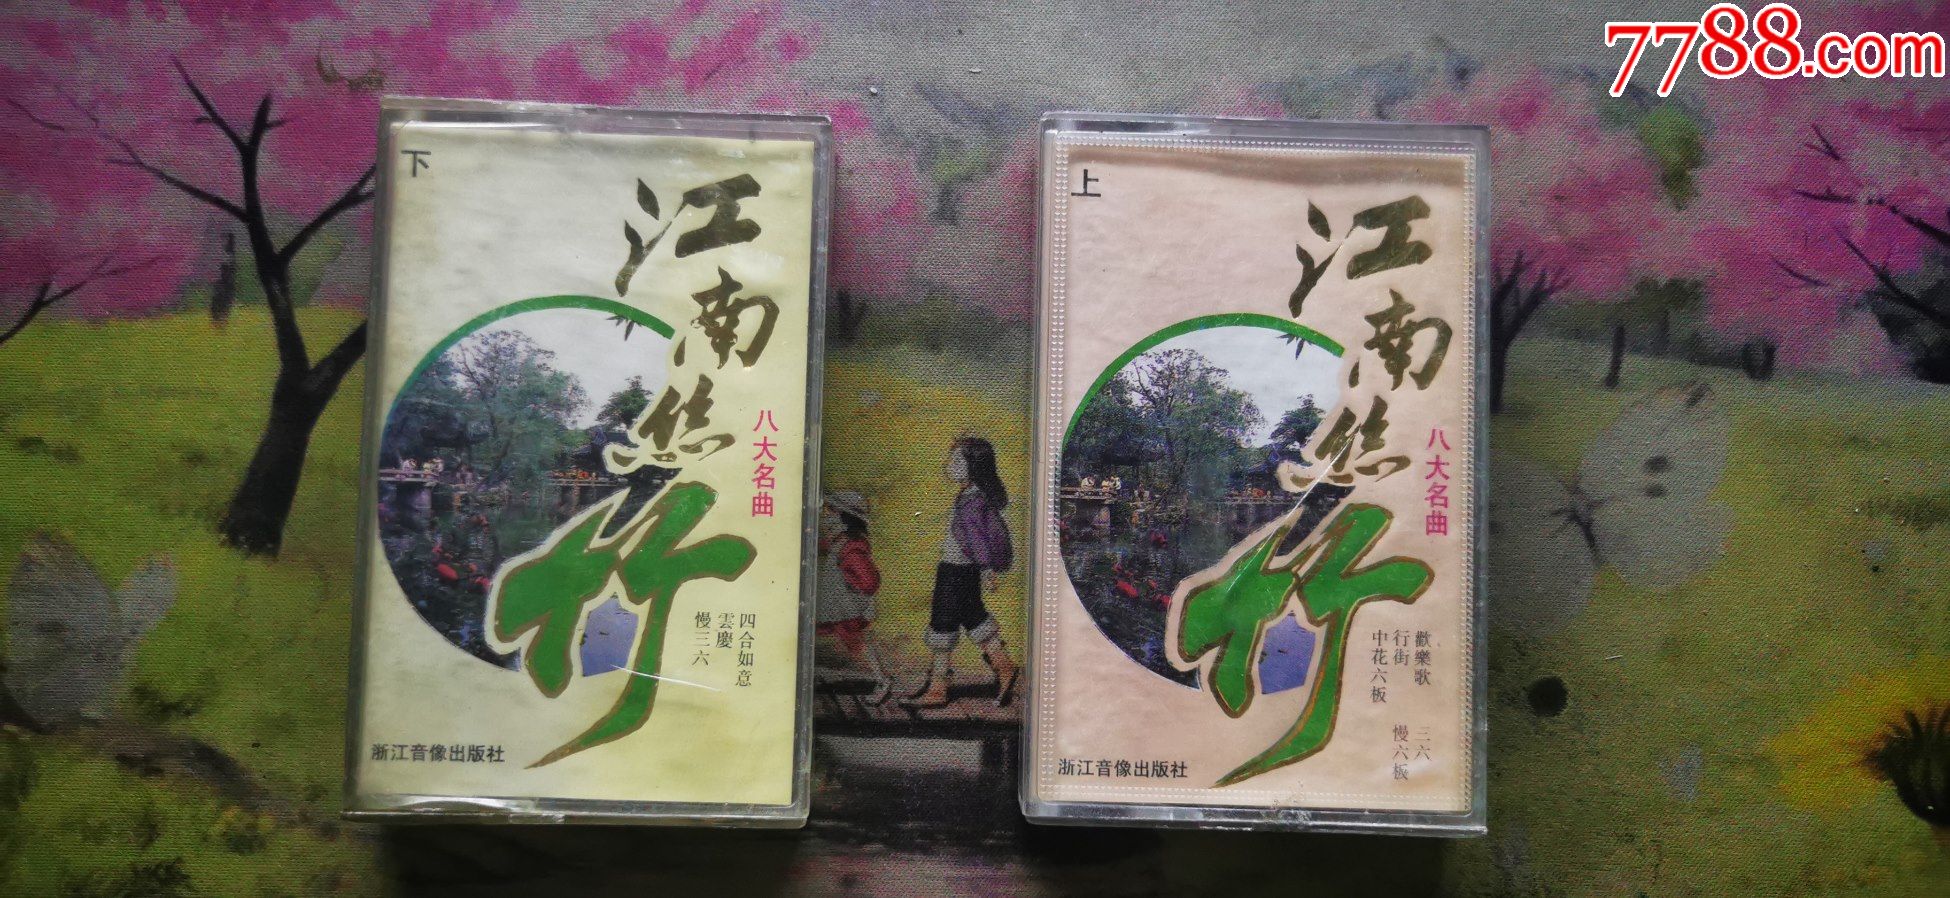 7788.com
下
江南丝竹
八大名曲
四合如意
雲慶
慢三六
浙江音像出版社
上
江南丝竹
八大名曲
歡樂歌
行街
中花六板
三六
慢六板
浙江音像出版社